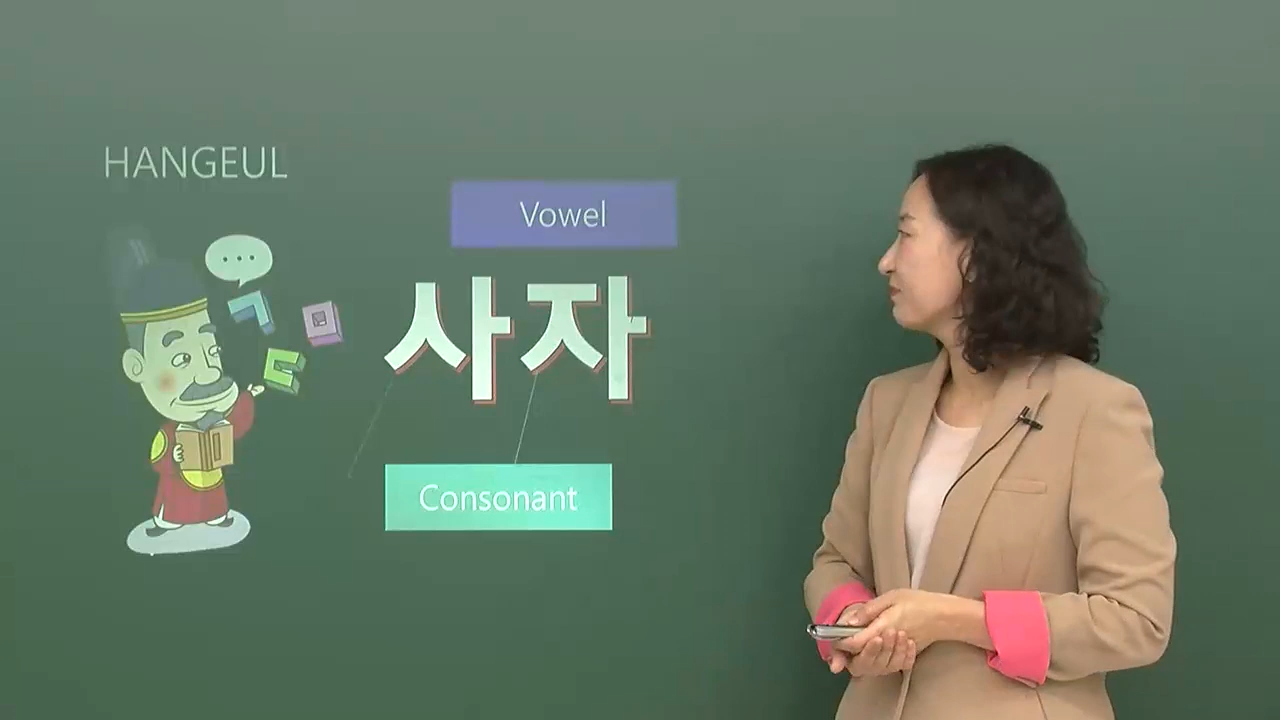 HANGEUL
Vowel
ㄱ ㅁ
ㄷ
사자
Consonant